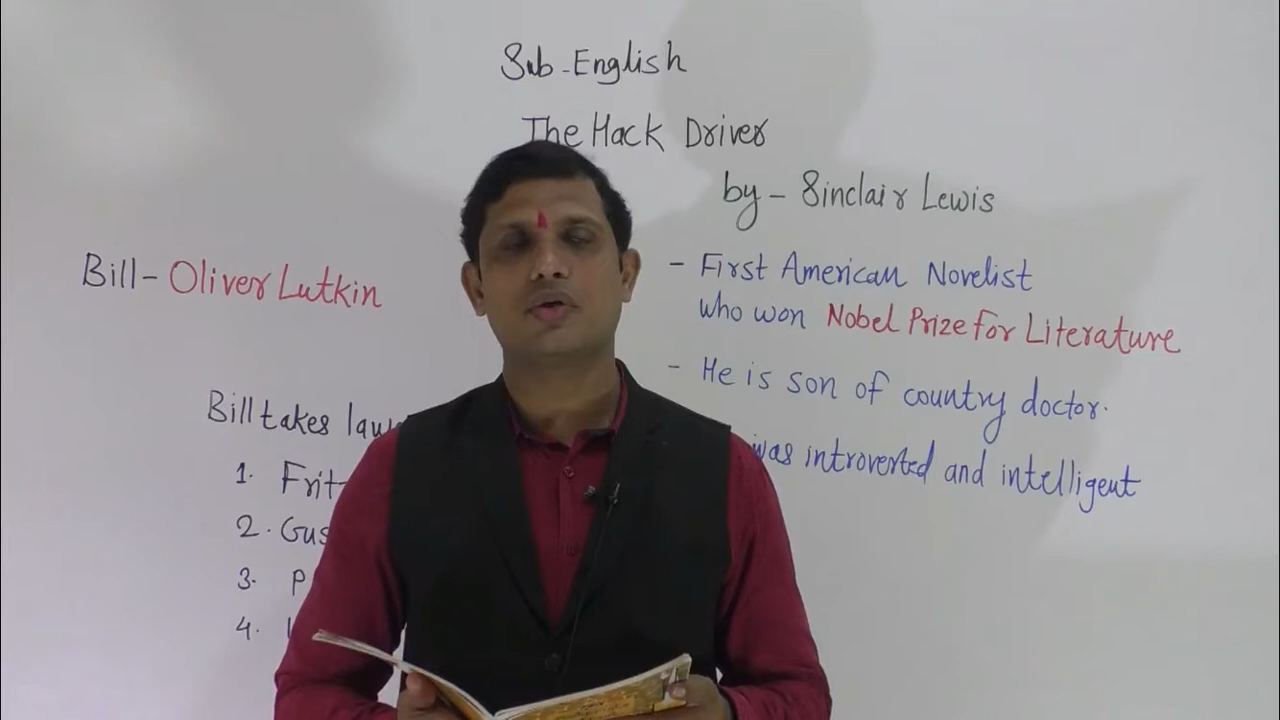 Sub - English
The Hack Driver
by - Sinclair Lewis
Bill - Oliver Lutkin
- First American Novelist
who won Nobel Prize For Literature
- He is son of country doctor.
was introverted and intelligent
Bill takes
1.
2.
3.
4.